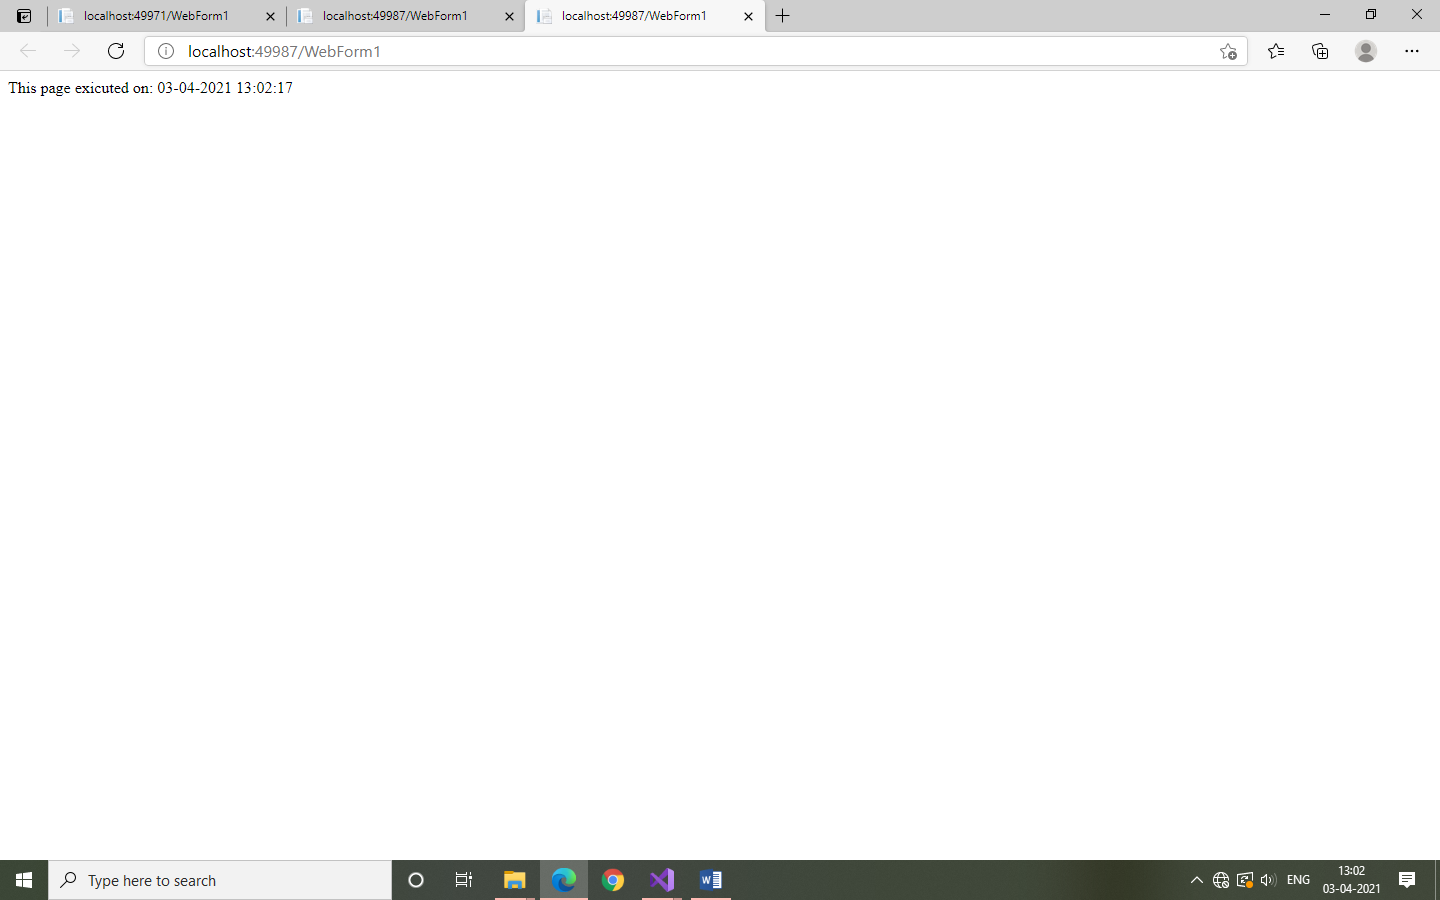 localhost:49971/WebForm1
localhost:49987/WebForm1
localhost:49987/WebForm1
localhost:49987/WebForm1
This page exicuted on: 03-04-2021 13:02:17
Type here to search
ENG
13:02
03-04-2021